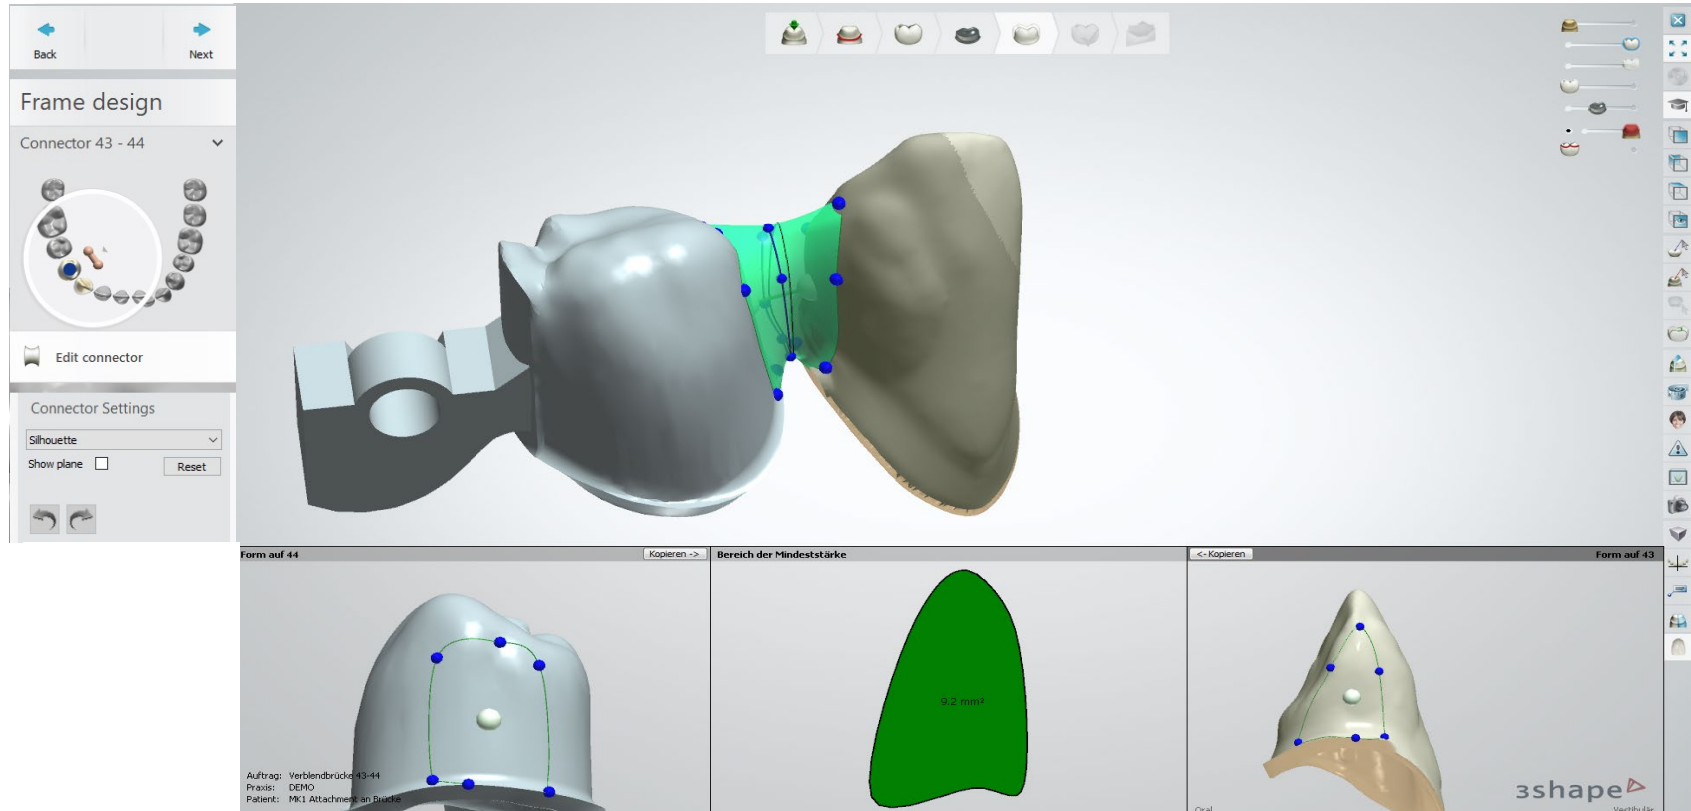 Back
Next
Frame design
Connector 43 - 44
Edit connector
Connector Settings
Silhouette
Show plane
Reset
Form auf 44
Kopieren ->
Bereich der Mindeststärke
<- Kopieren
Form auf 43
9.2 mm²
Auftrag: Verblendbrücke 43-44
Praxis: DEMO
Patient: MK1 Attachment an Brücke
3shape
Oral
Vestibulär